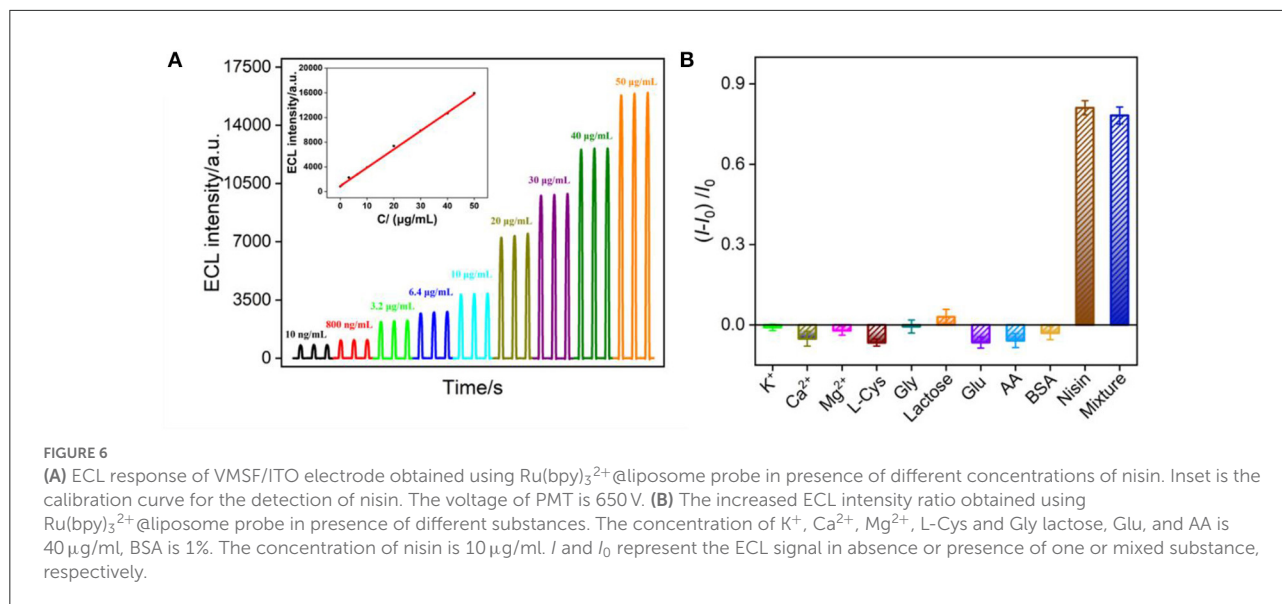 A
ECL intensity/a.u.
17500
14000
10500
7000
3500
0
Time/s
10 ng/mL
800 ng/mL
3.2 μg/mL
6.4 μg/mL
10 μg/mL
20 μg/mL
30 μg/mL
40 μg/mL
50 μg/mL
ECL intensity/a.u.
20000
16000
12000
8000
4000
0
0 10 20 30 40 50
C/ (μg/mL)
B
(I-I₀) /I₀
0.9
0.6
0.3
0.0
K⁺
Ca²⁺
Mg²⁺
L-Cys
Gly
Lactose
Glu
AA
BSA
Nisin
Mixture
FIGURE 6
(A) ECL response of VMSF/ITO electrode obtained using Ru(bpy)₃²⁺@liposome probe in presence of different concentrations of nisin. Inset is the
calibration curve for the detection of nisin. The voltage of PMT is 650 V. (B) The increased ECL intensity ratio obtained using
Ru(bpy)₃²⁺@liposome probe in presence of different substances. The concentration of K⁺, Ca²⁺, Mg²⁺, L-Cys and Gly lactose, Glu, and AA is
40 μg/ml, BSA is 1%. The concentration of nisin is 10 μg/ml. I and I₀ represent the ECL signal in absence or presence of one or mixed substance,
respectively.